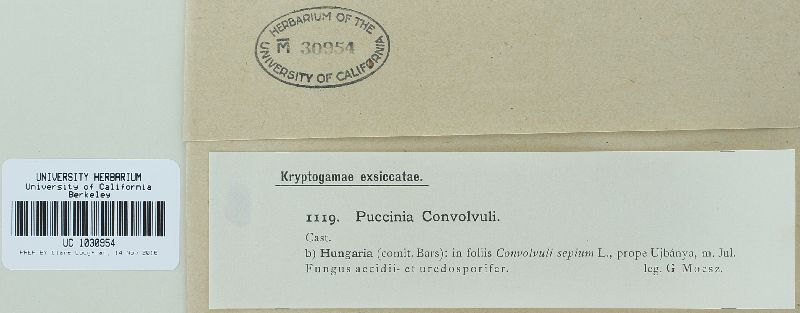 HERBARIUM OF THE
M 30954
UNIVERSITY OF CALIFORNIA
UNIVERSITY HERBARIUM
University of California
Berkeley
UC 1030954
Kryptogamae exsiccatae.
1119. Puccinia Convolvuli.
Cast.
b) Hungaria (comit. Bars): in foliis Convolvuli sepium L., prope Ujbánya, m. Jul.
Fungus aecidii- et uredosporifer. leg. G. Moesz.